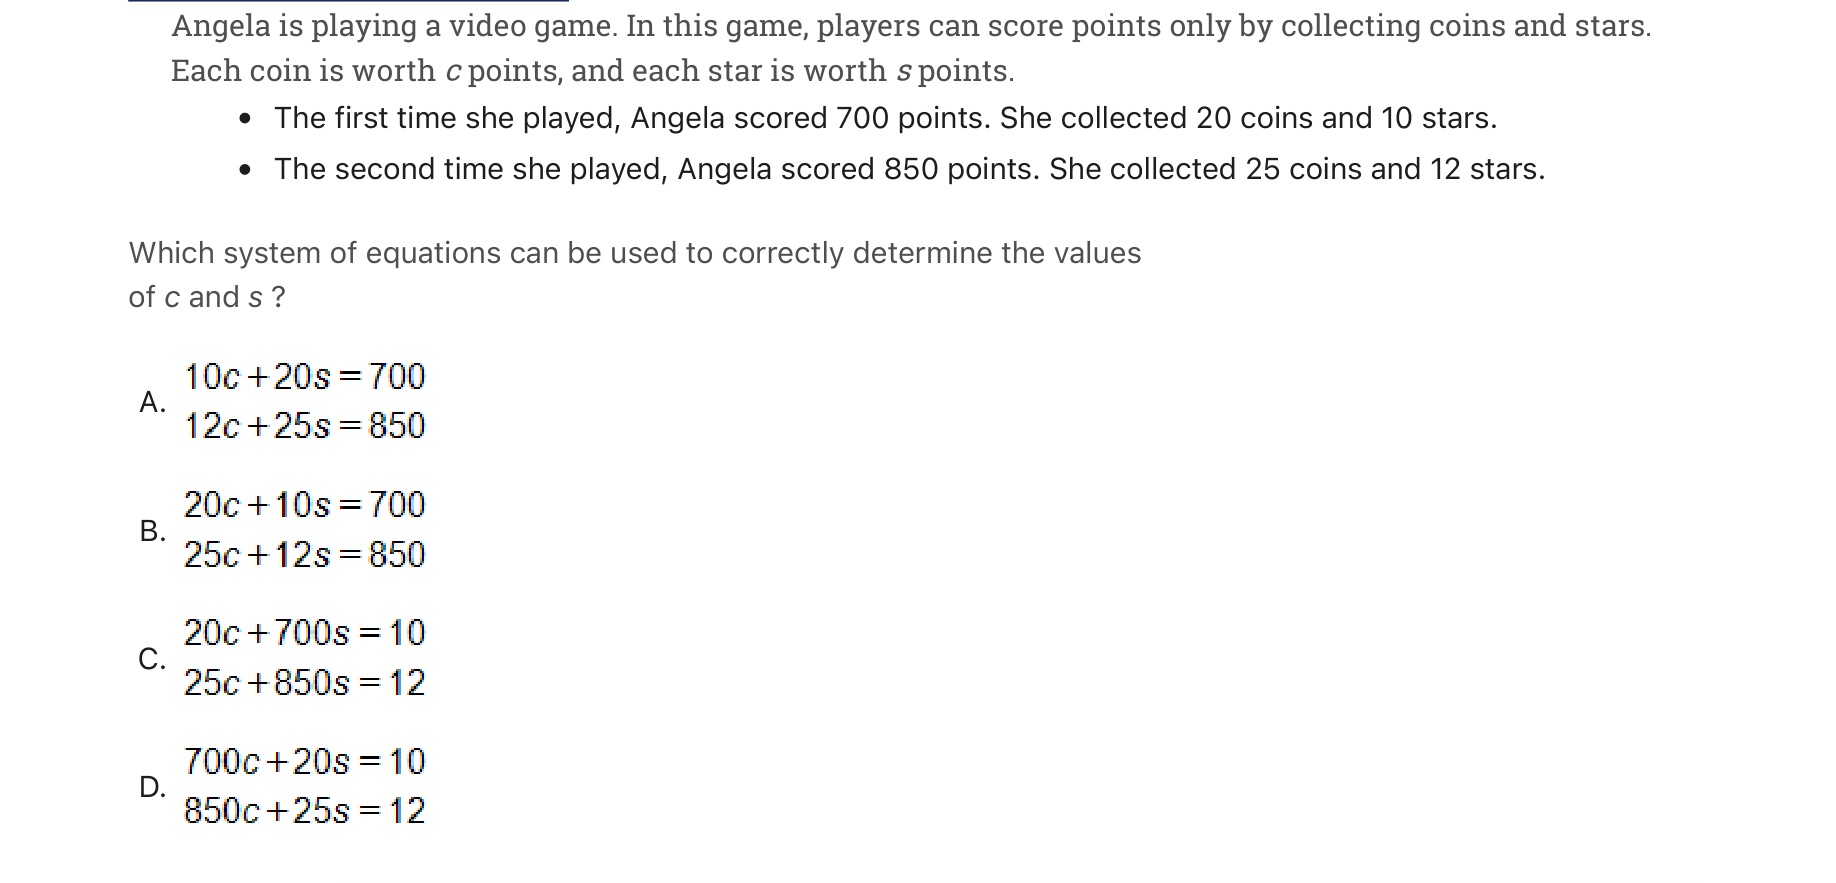 Angela is playing a video game. In this game, players can score points only by collecting coins and stars.
Each coin is worth c points, and each star is worth s points.
• The first time she played, Angela scored 700 points. She collected 20 coins and 10 stars.
• The second time she played, Angela scored 850 points. She collected 25 coins and 12 stars.
Which system of equations can be used to correctly determine the values
of c and s ?
A.
10c+20s=700
12c+25s=850
B.
20c+10s=700
25c+12s=850
C.
20c+700s=10
25c+850s=12
D.
700c+20s=10
850c+25s=12